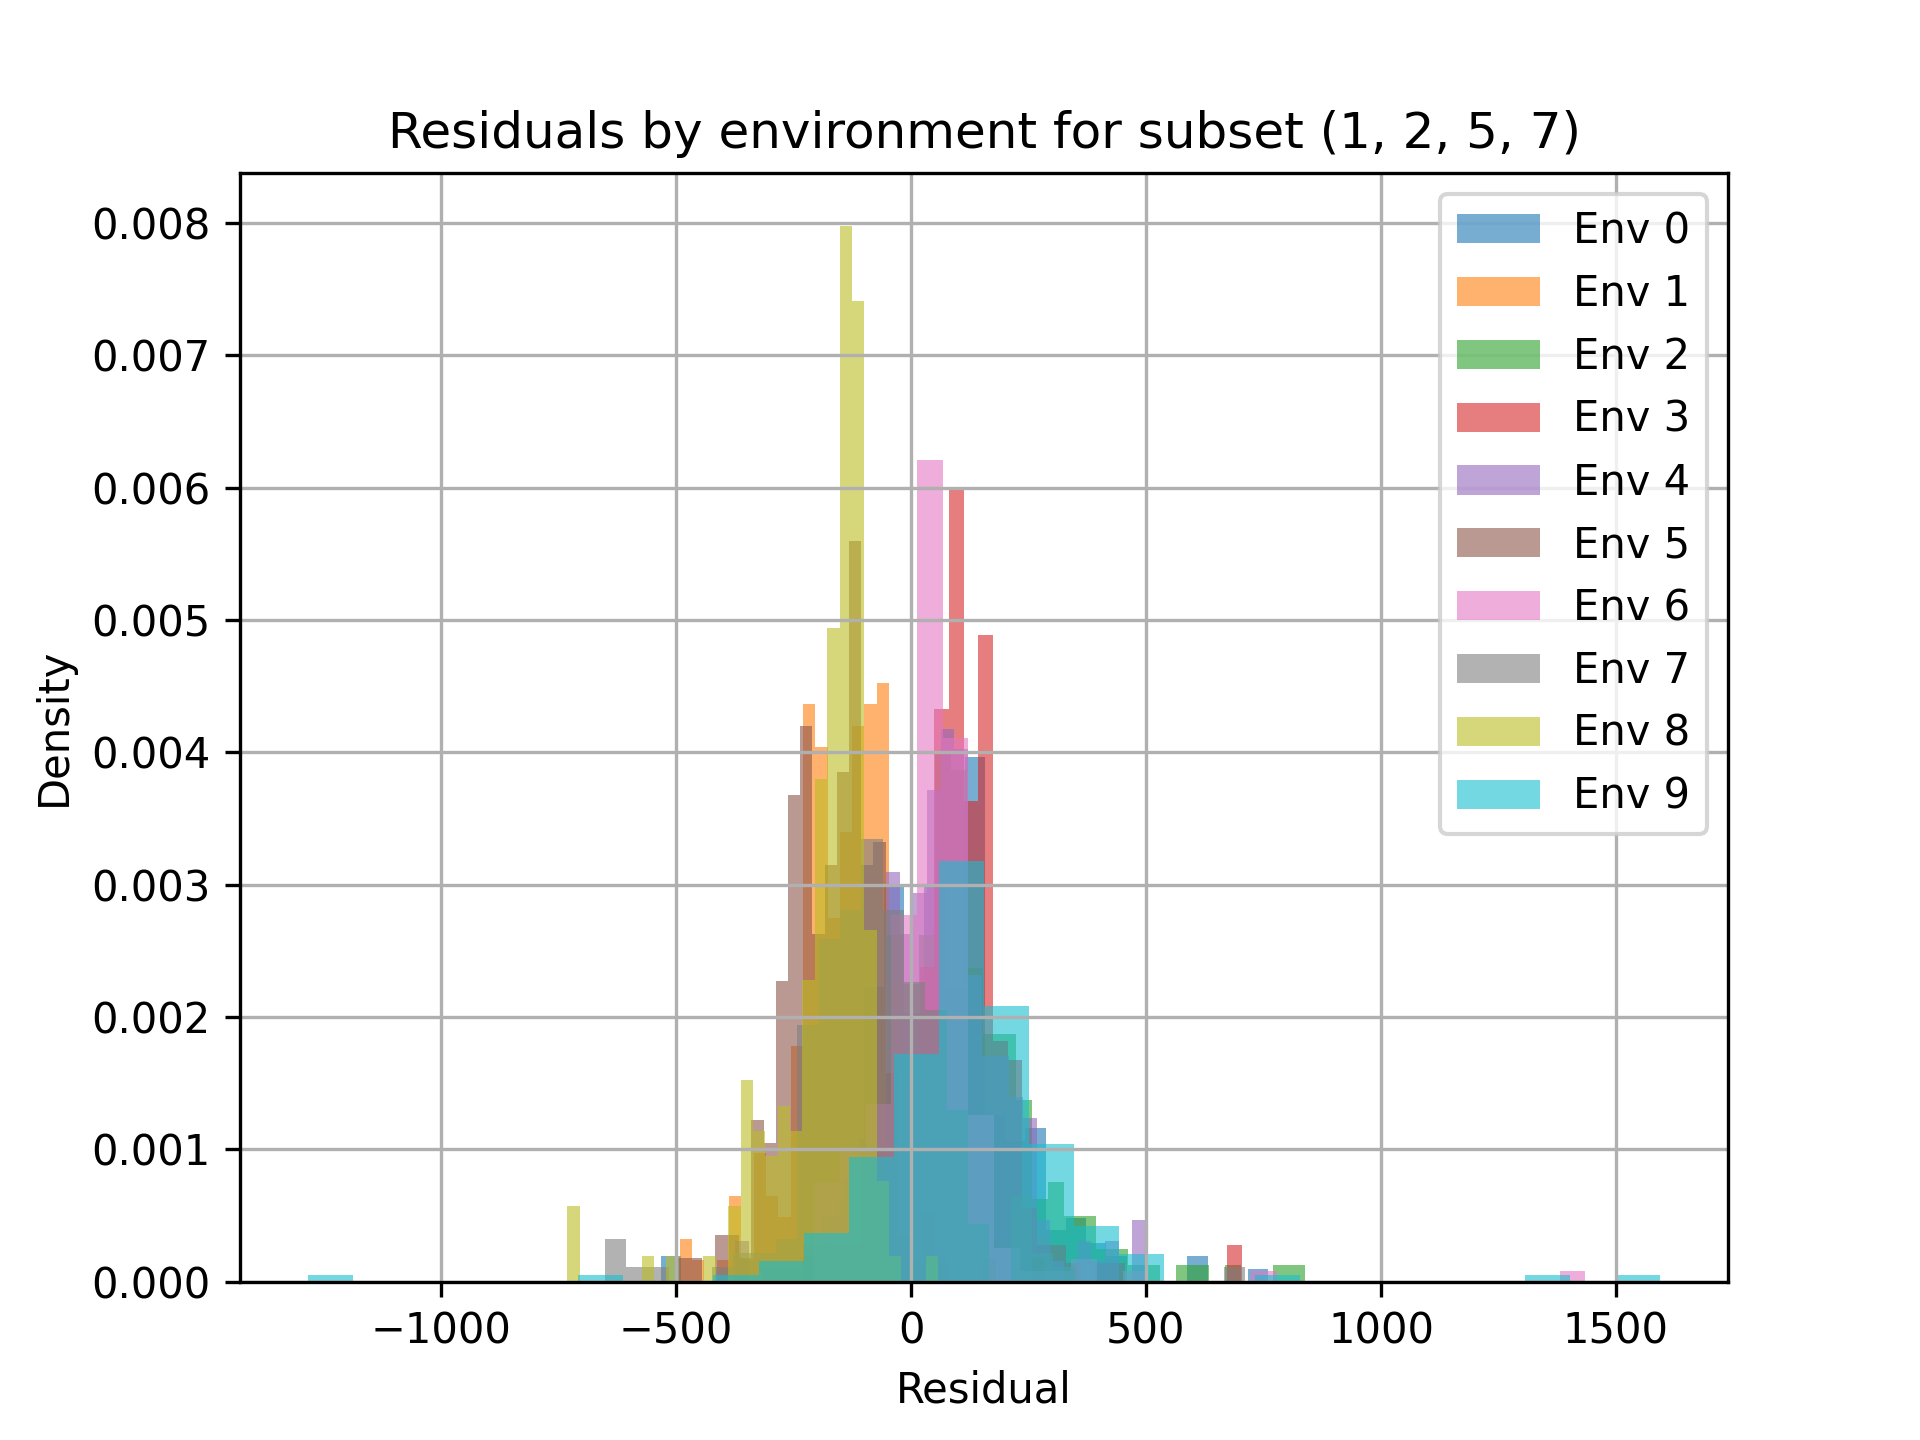 Residuals by environment for subset (1, 2, 5, 7)
0.008
0.007
0.006
0.005
0.004
0.003
0.002
0.001
0.000
Density
−1000
−500
0
500
1000
1500
Residual
Env 0
Env 1
Env 2
Env 3
Env 4
Env 5
Env 6
Env 7
Env 8
Env 9